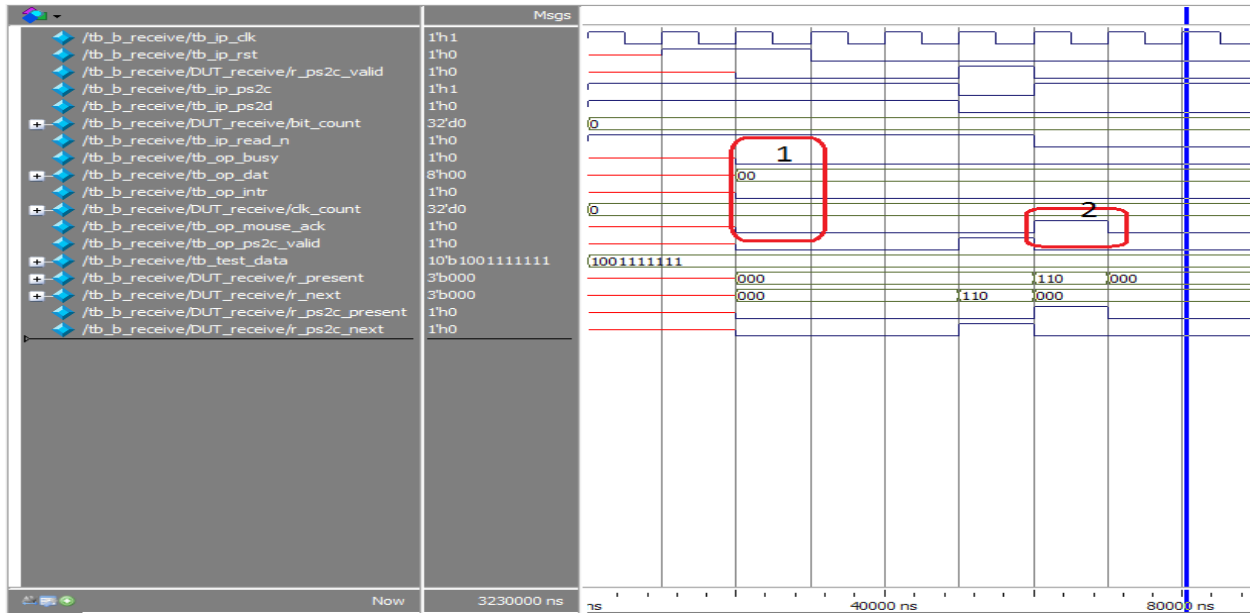 Msgs
/tb_b_receive/tb_ip_clk 1'h1
/tb_b_receive/tb_ip_rst 1'h0
/tb_b_receive/DUT_receive/r_ps2c_valid 1'h0
/tb_b_receive/tb_ip_ps2c 1'h1
/tb_b_receive/tb_ip_ps2d 1'h0
/tb_b_receive/DUT_receive/bit_count 32'd0 0
/tb_b_receive/tb_ip_read_n 1'h0
/tb_b_receive/tb_op_busy 1'h0 1
/tb_b_receive/tb_op_dat 8'h00 00
/tb_b_receive/tb_op_intr 1'h0
/tb_b_receive/DUT_receive/clk_count 32'd0 0 2
/tb_b_receive/tb_op_mouse_ack 1'h0
/tb_b_receive/tb_op_ps2c_valid 1'h0
/tb_b_receive/tb_test_data 10'b1001111111 1001111111
/tb_b_receive/DUT_receive/r_present 3'b000 000 110 000
/tb_b_receive/DUT_receive/r_next 3'b000 000 110 000
/tb_b_receive/DUT_receive/r_ps2c_present 1'h0
/tb_b_receive/DUT_receive/r_ps2c_next 1'h0
Now 3230000 ns ns 40000 ns 80000 ns